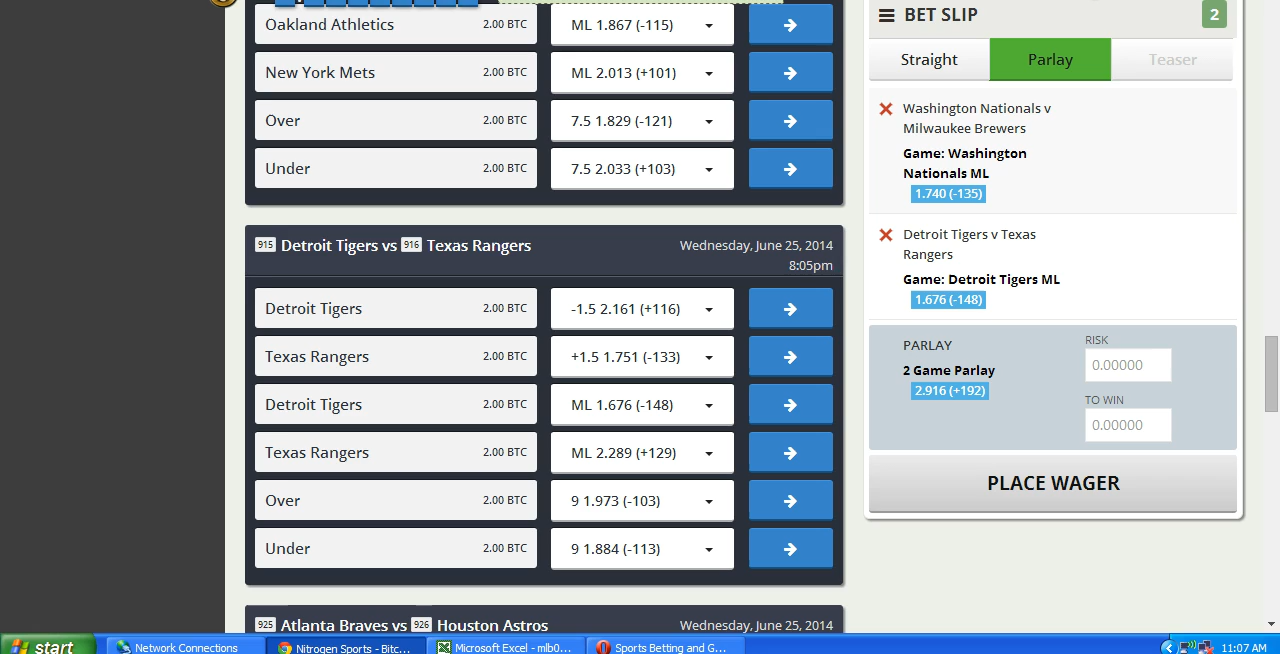 Oakland Athletics 2.00 BTC ML 1.867 (-115)
New York Mets 2.00 BTC ML 2.013 (+101)
Over 2.00 BTC 7.5 1.829 (-121)
Under 2.00 BTC 7.5 2.033 (+103)
915 Detroit Tigers vs 916 Texas Rangers Wednesday, June 25, 2014
8:05pm
Detroit Tigers 2.00 BTC -1.5 2.161 (+116)
Texas Rangers 2.00 BTC +1.5 1.751 (-133)
Detroit Tigers 2.00 BTC ML 1.676 (-148)
Texas Rangers 2.00 BTC ML 2.289 (+129)
Over 2.00 BTC 9 1.973 (-103)
Under 2.00 BTC 9 1.884 (-113)
925 Atlanta Braves vs 926 Houston Astros Wednesday, June 25, 2014
BET SLIP 2
Straight Parlay Teaser
Washington Nationals v
Milwaukee Brewers
Game: Washington
Nationals ML
1.740 (-135)
Detroit Tigers v Texas
Rangers
Game: Detroit Tigers ML
1.676 (-148)
PARLAY
2 Game Parlay
2.916 (+192)
RISK
0.00000
TO WIN
0.00000
PLACE WAGER
start Network Connections Nitrogen Sports - Bitc... Microsoft Excel - mlb0... Sports Betting and G... 11:07 AM